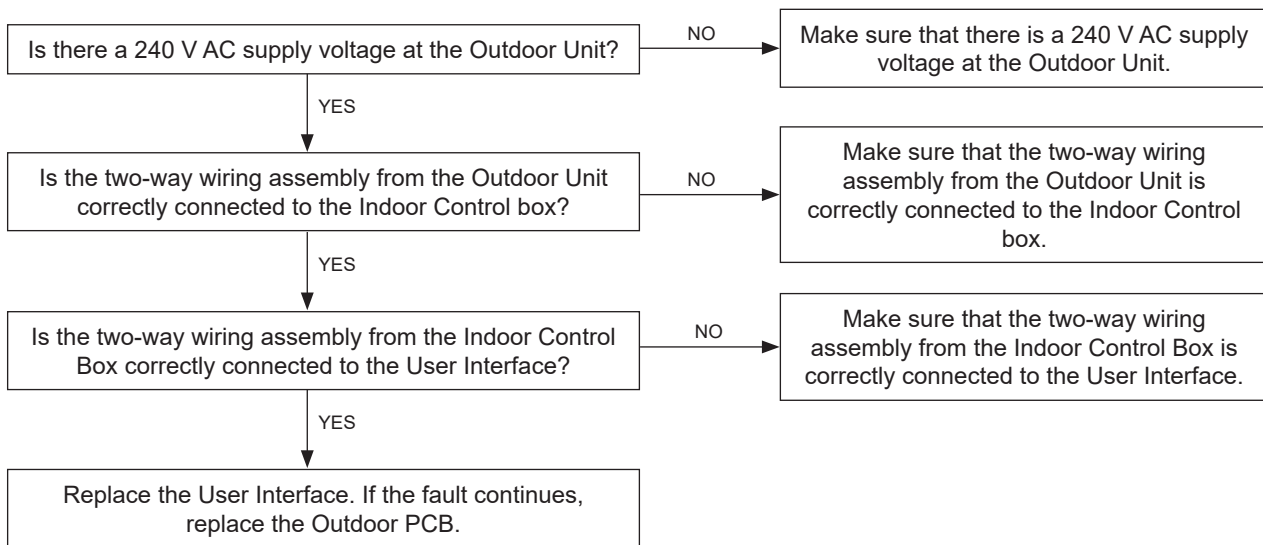 Is there a 240 V AC supply voltage at the Outdoor Unit?
NO
Make sure that there is a 240 V AC supply
voltage at the Outdoor Unit.
YES
Is the two-way wiring assembly from the Outdoor Unit
correctly connected to the Indoor Control box?
NO
Make sure that the two-way wiring
assembly from the Outdoor Unit is
correctly connected to the Indoor Control
box.
YES
Is the two-way wiring assembly from the Indoor Control
Box correctly connected to the User Interface?
NO
Make sure that the two-way wiring
assembly from the Indoor Control Box is
correctly connected to the User Interface.
YES
Replace the User Interface. If the fault continues,
replace the Outdoor PCB.